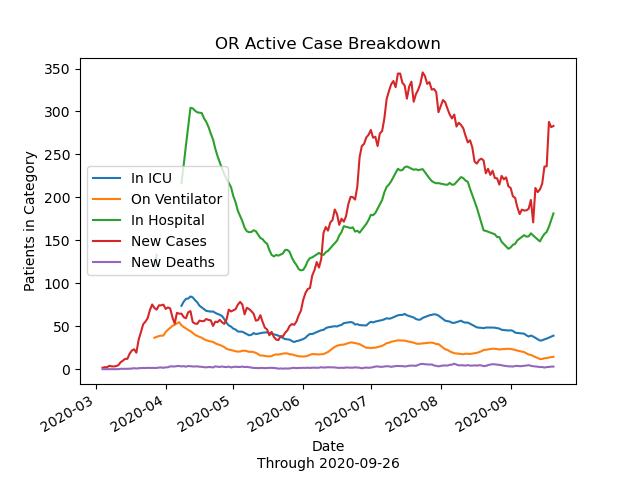 OR Active Case Breakdown
350
300
250
200
150
100
50
0
Patients in Category
In ICU
On Ventilator
In Hospital
New Cases
New Deaths
2020-03
2020-04
2020-05
2020-06
2020-07
2020-08
2020-09
Date
Through 2020-09-26